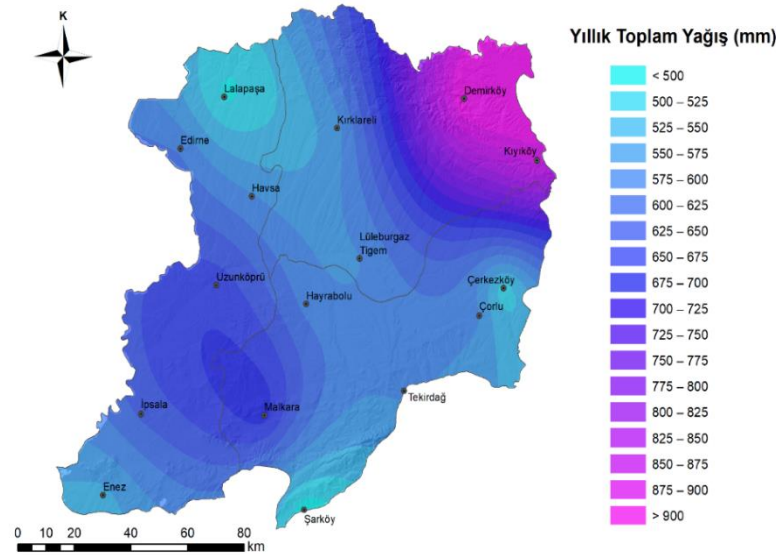 K
Yıllık Toplam Yağış (mm)
< 500
500 – 525
525 – 550
550 – 575
575 – 600
600 – 625
625 – 650
650 – 675
675 – 700
700 – 725
725 – 750
750 – 775
775 – 800
800 – 825
825 – 850
850 – 875
875 – 900
> 900
Lalapaşa
Demirköy
Kırklareli
Edirne
Kıyıköy
Havsa
Lüleburgaz
Tigem
Uzunköprü
Çerkezköy
Hayrabolu
Çorlu
Tekirdağ
İpsala
Malkara
Enez
Şarköy
0 10 20 40 60 80
km